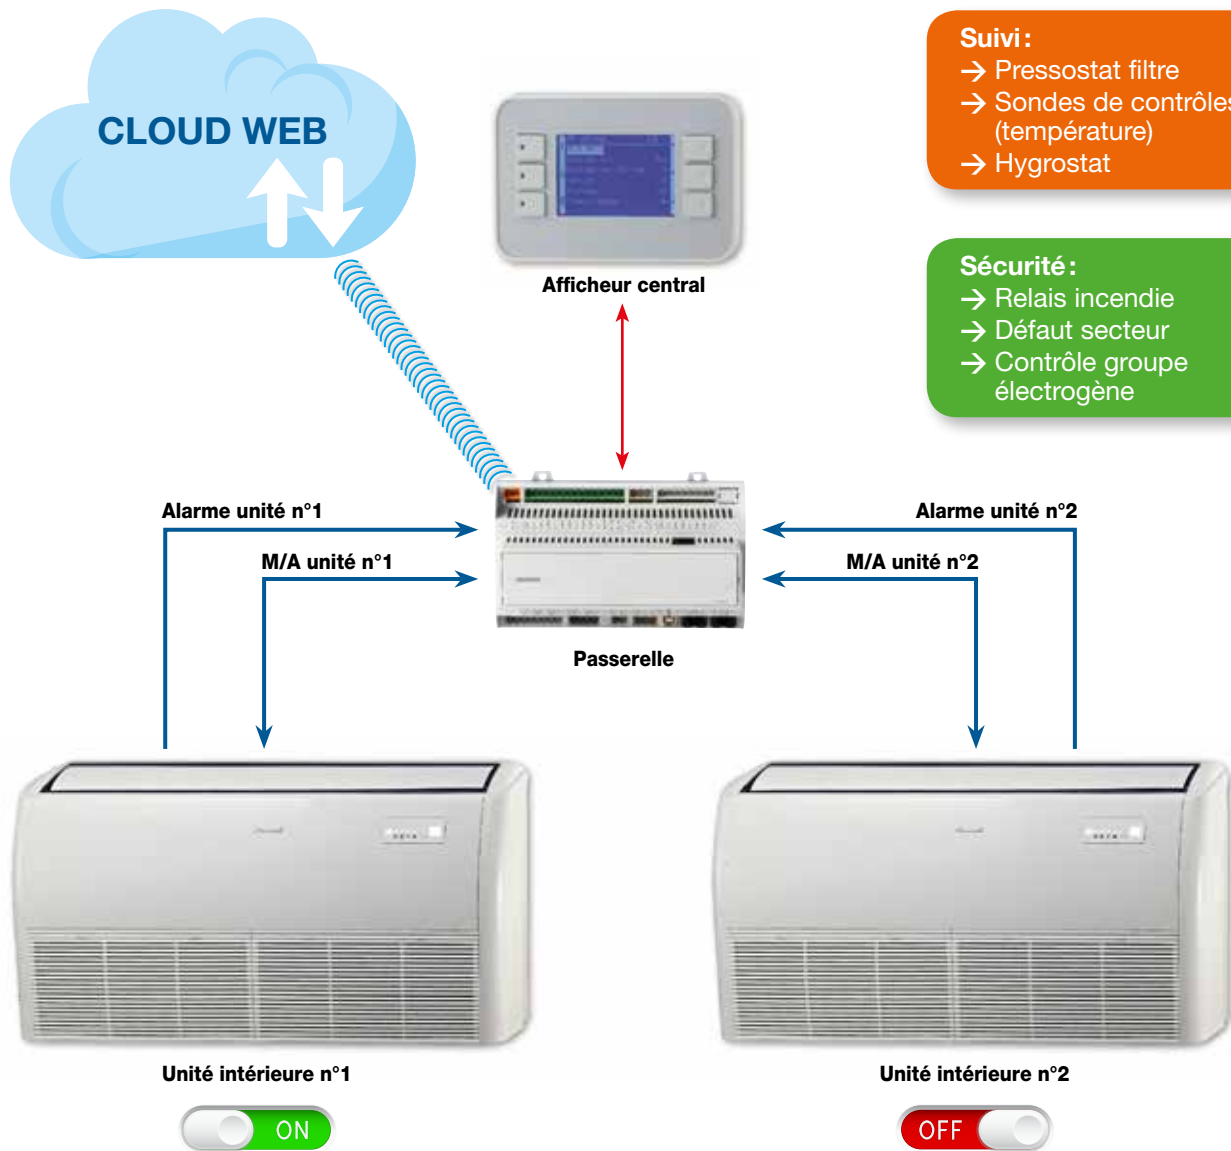 CLOUD WEB
Afficheur central
Suivi :
→ Pressostat filtre
→ Sondes de contrôles
(température)
→ Hygrostat
Sécurité :
→ Relais incendie
→ Défaut secteur
→ Contrôle groupe
électrogène
Alarme unité n°1
M/A unité n°1
Alarme unité n°2
M/A unité n°2
Passerelle
Unité intérieure n°1
Unité intérieure n°2
ON
OFF